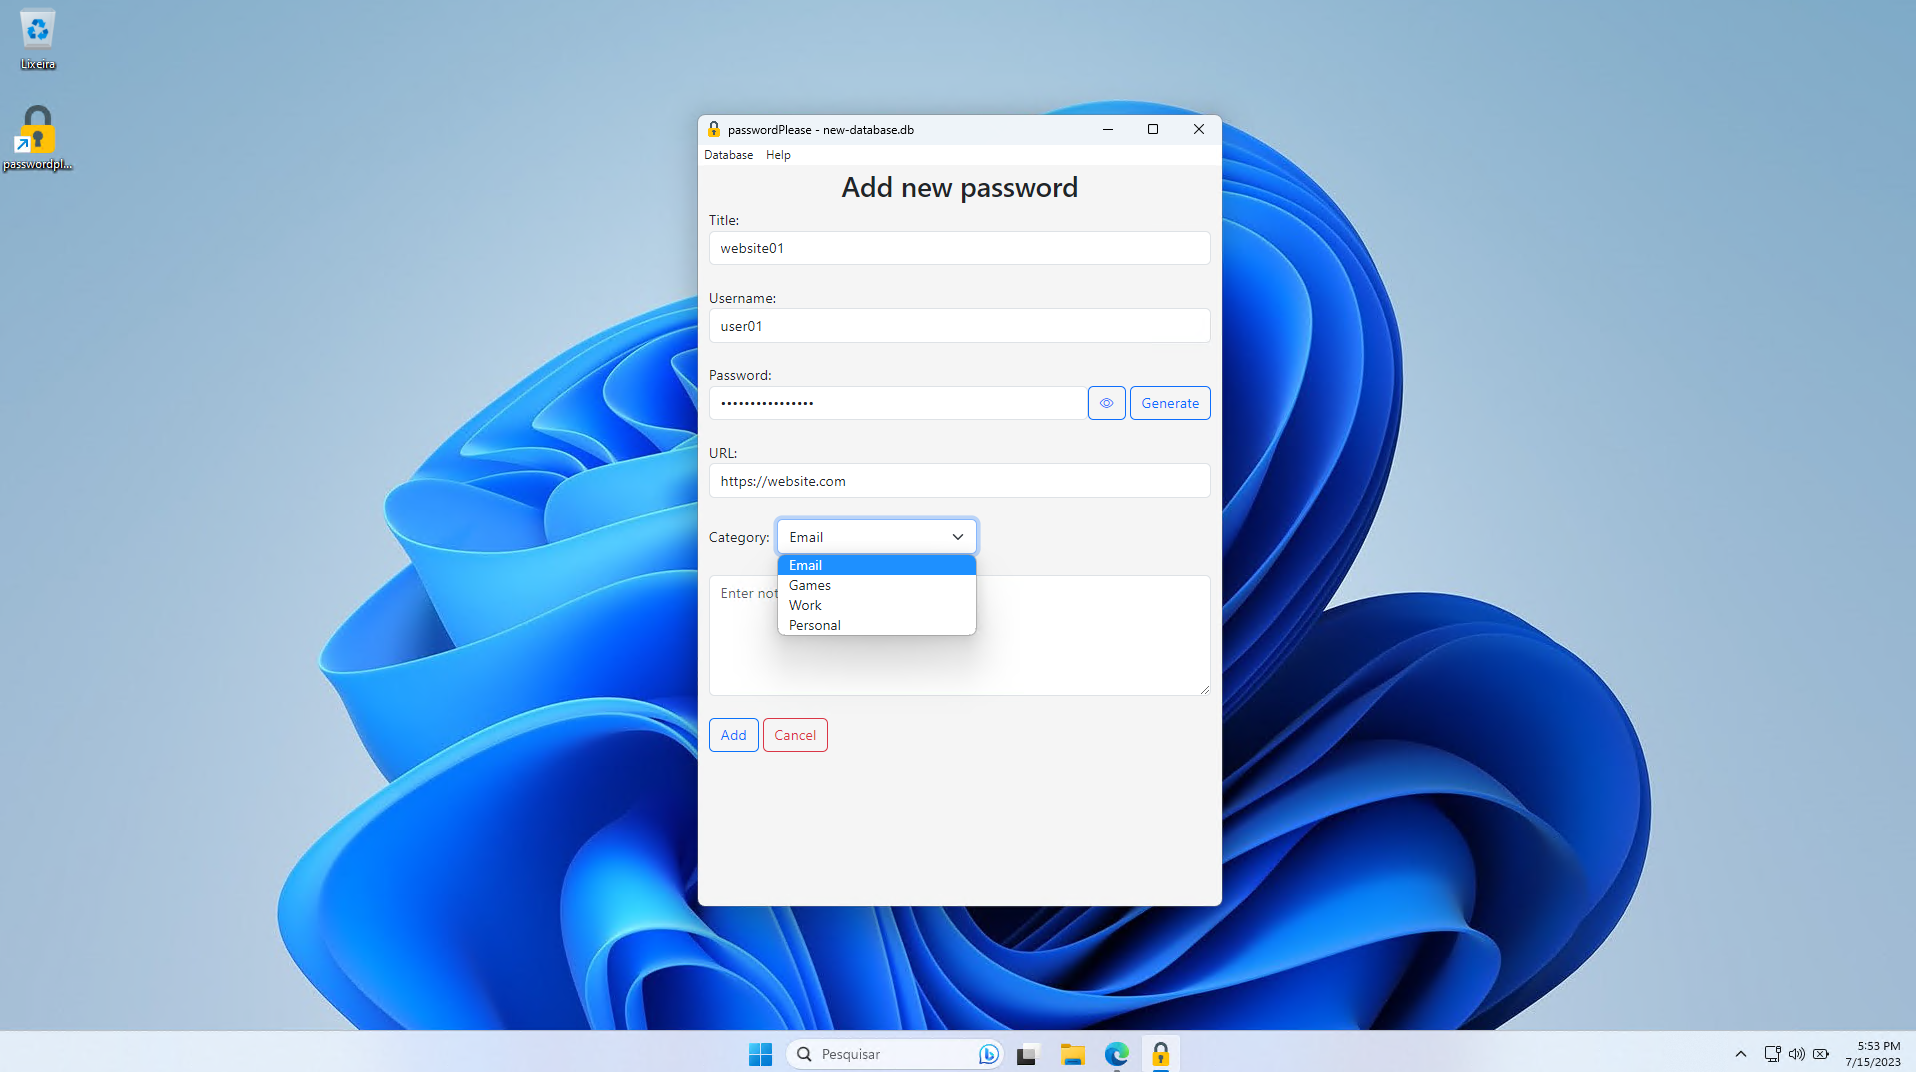 Lixeira
passwordpl...
passwordPlease - new-database.db
Database Help
Add new password
Title:
website01
Username:
user01
Password:
••••••••••••••••
Generate
URL:
https://website.com
Category: Email
Email
Games
Work
Personal
Enter not
Add Cancel
Pesquisar
5:53 PM
7/15/2023